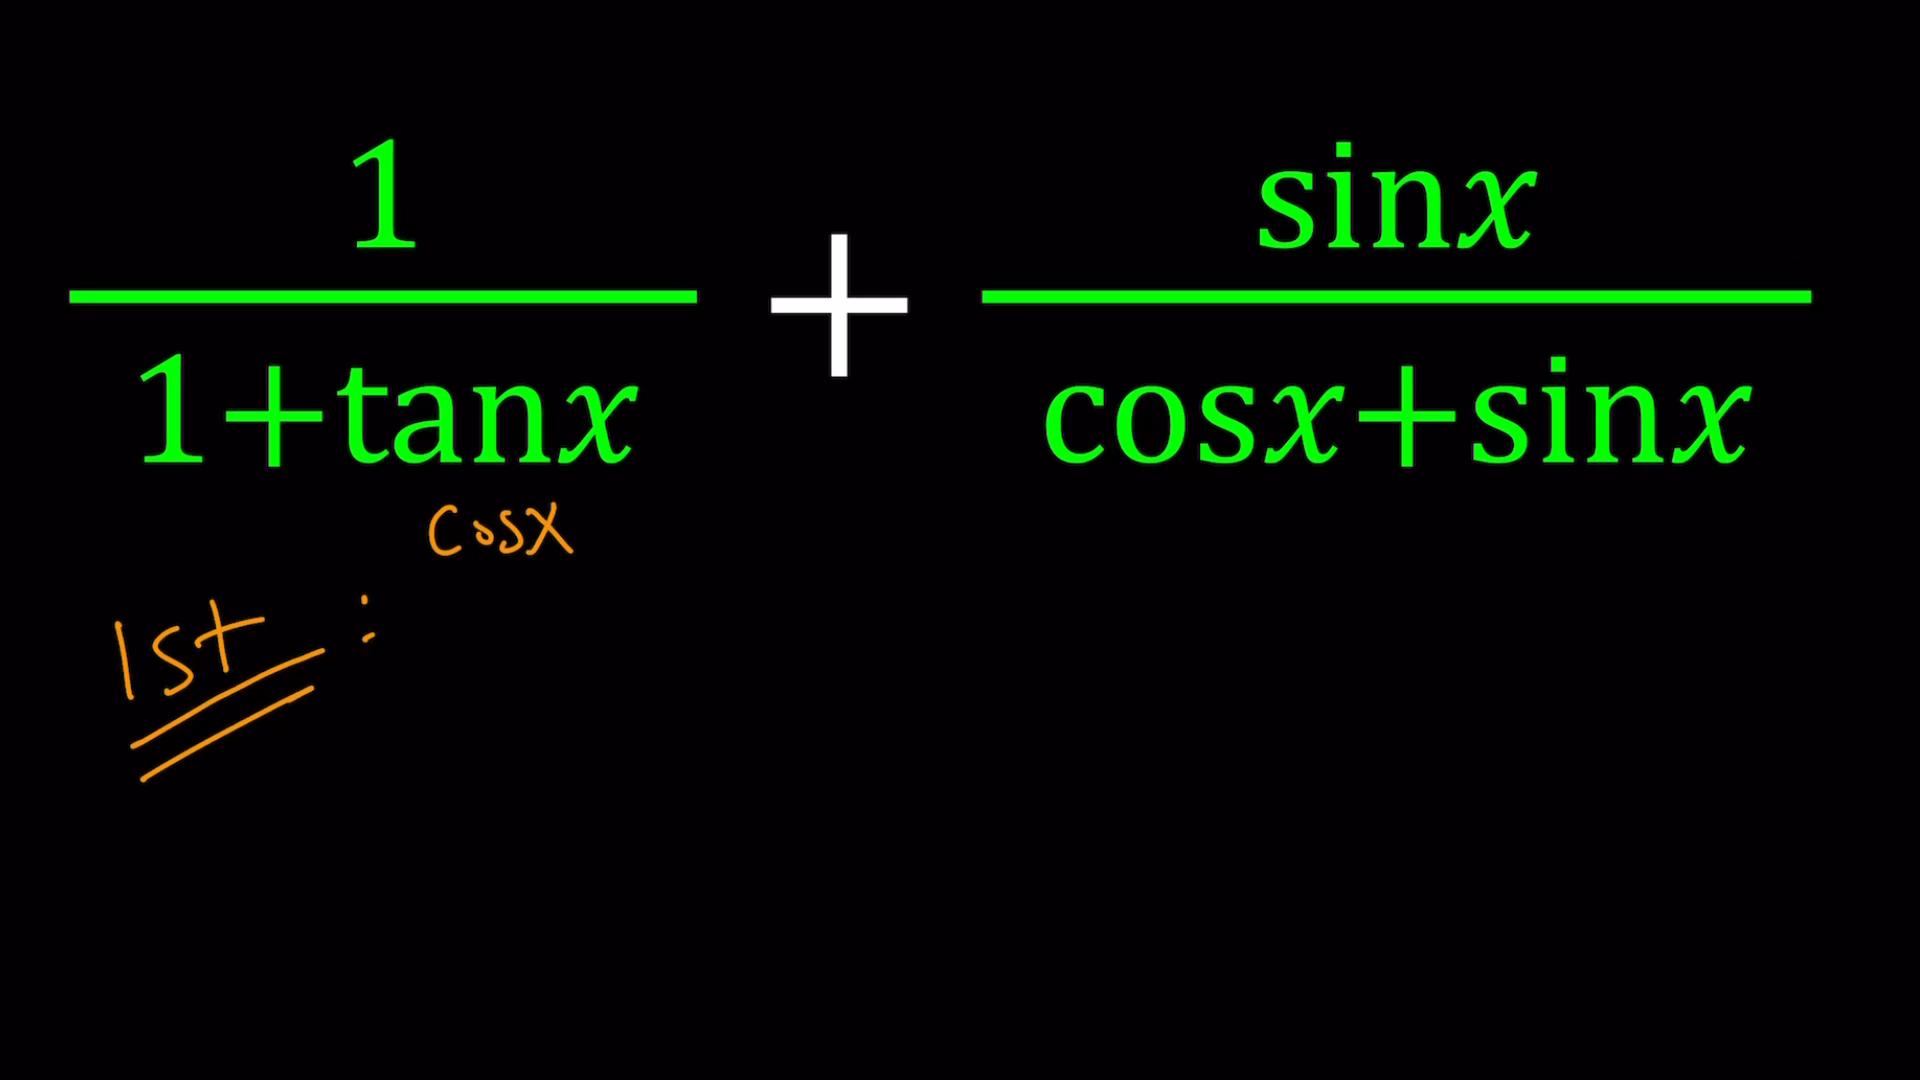 1 sinx
+
1+tanx cosx+sinx
cosx
1st :